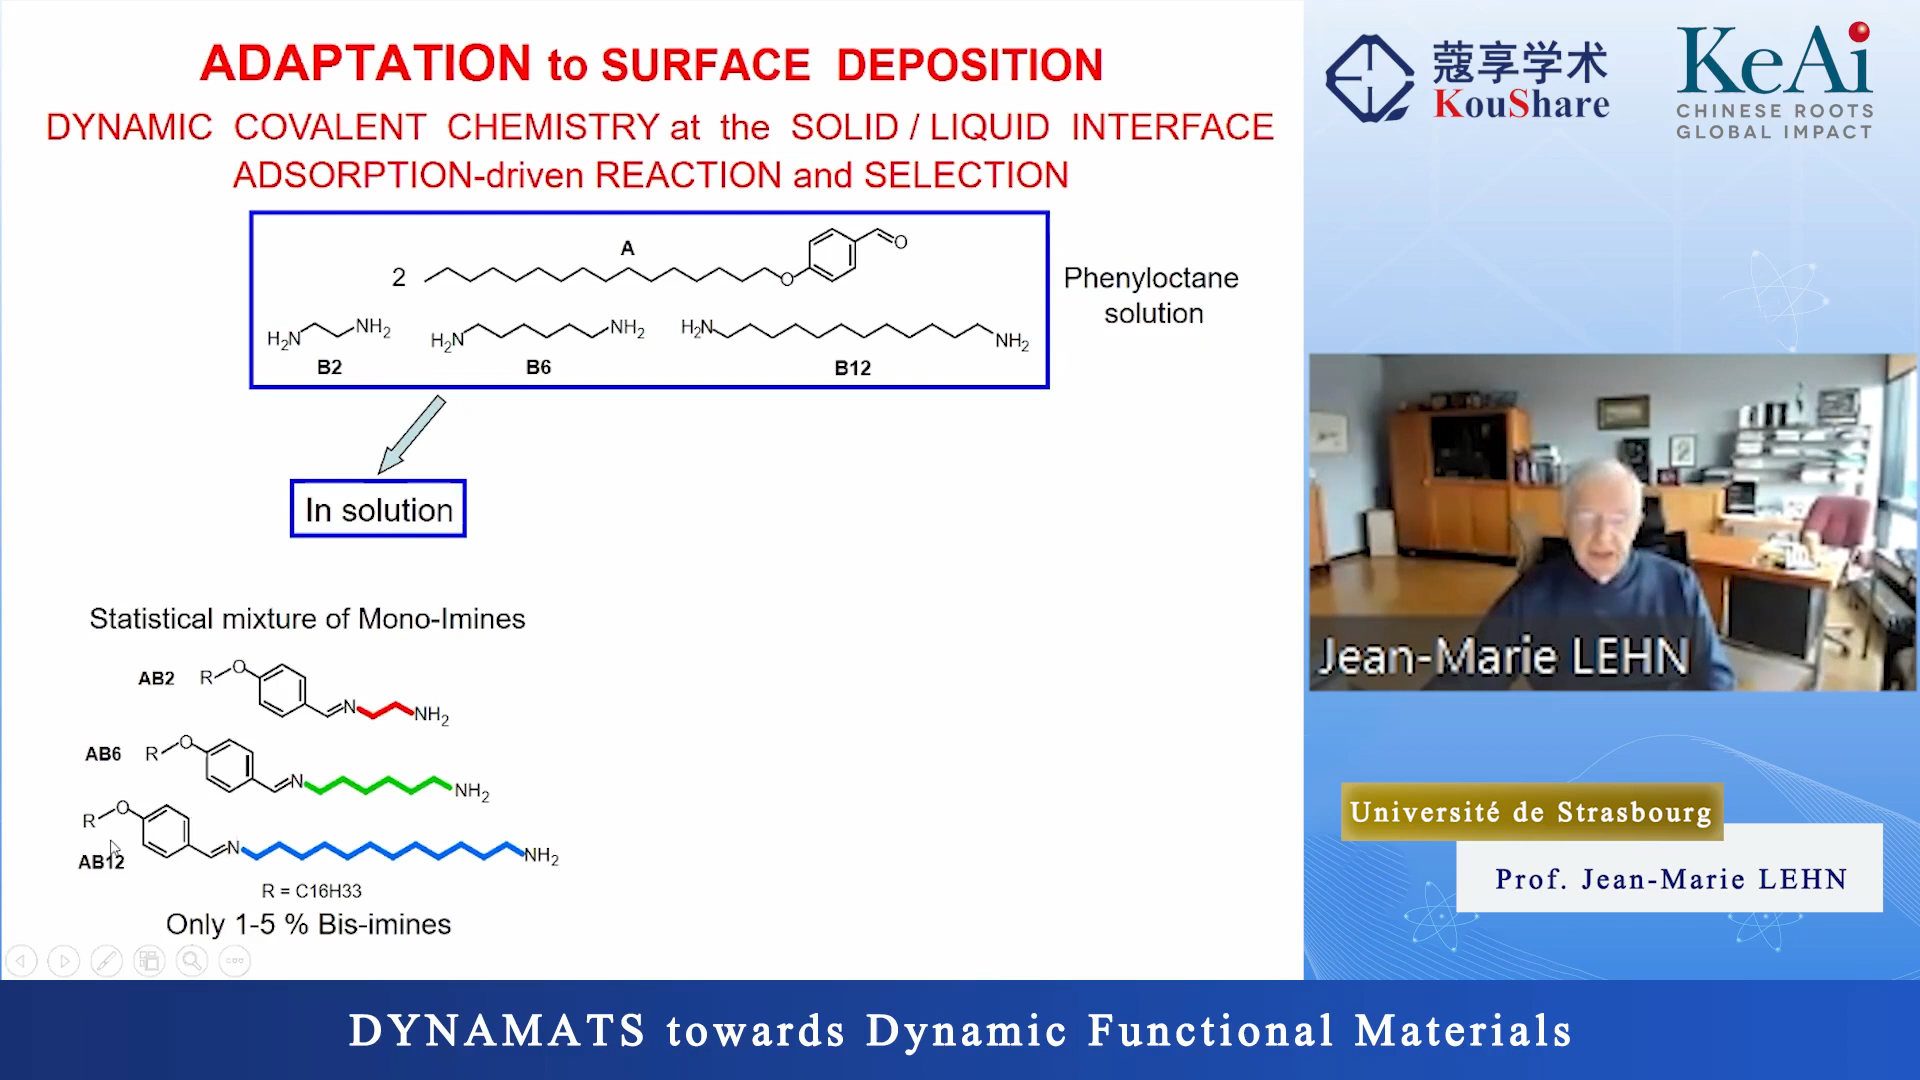 ADAPTATION to SURFACE DEPOSITION
DYNAMIC COVALENT CHEMISTRY at the SOLID / LIQUID INTERFACE
ADSORPTION-driven REACTION and SELECTION
A
2
O
O
H2N
NH2
H2N
NH2
H2N
NH2
B2
B6
B12
Phenyloctane
solution
In solution
Statistical mixture of Mono-Imines
AB2
R
O
N
NH2
AB6
R
O
N
NH2
R
O
N
NH2
AB12
R = C16H33
Only 1-5 % Bis-imines
蔻享学术
KouShare
KeAi
CHINESE ROOTS
GLOBAL IMPACT
Jean-Marie LEHN
Université de Strasbourg
Prof. Jean-Marie LEHN
DYNAMATS towards Dynamic Functional Materials